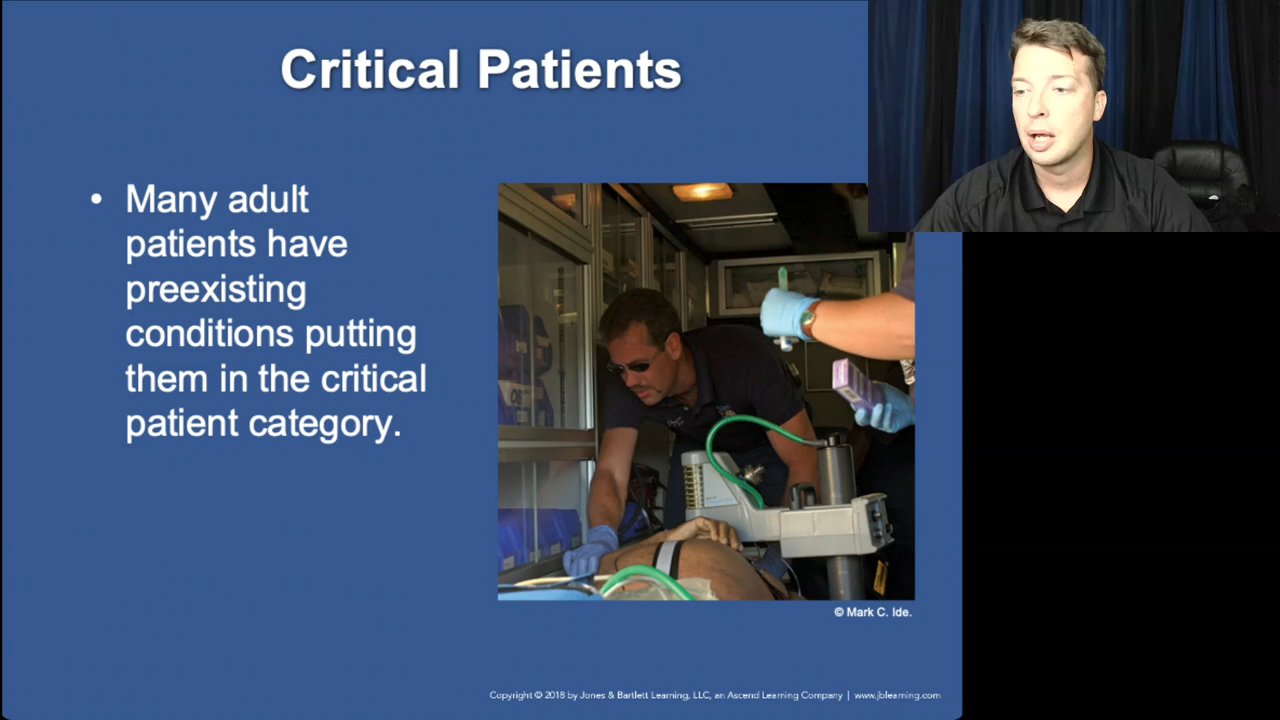 Critical Patients
• Many adult
patients have
preexisting
conditions putting
them in the critical
patient category.
© Mark C. Ide.
Copyright © 2018 by Jones & Bartlett Learning, LLC, an Ascend Learning Company | www.jblearning.com